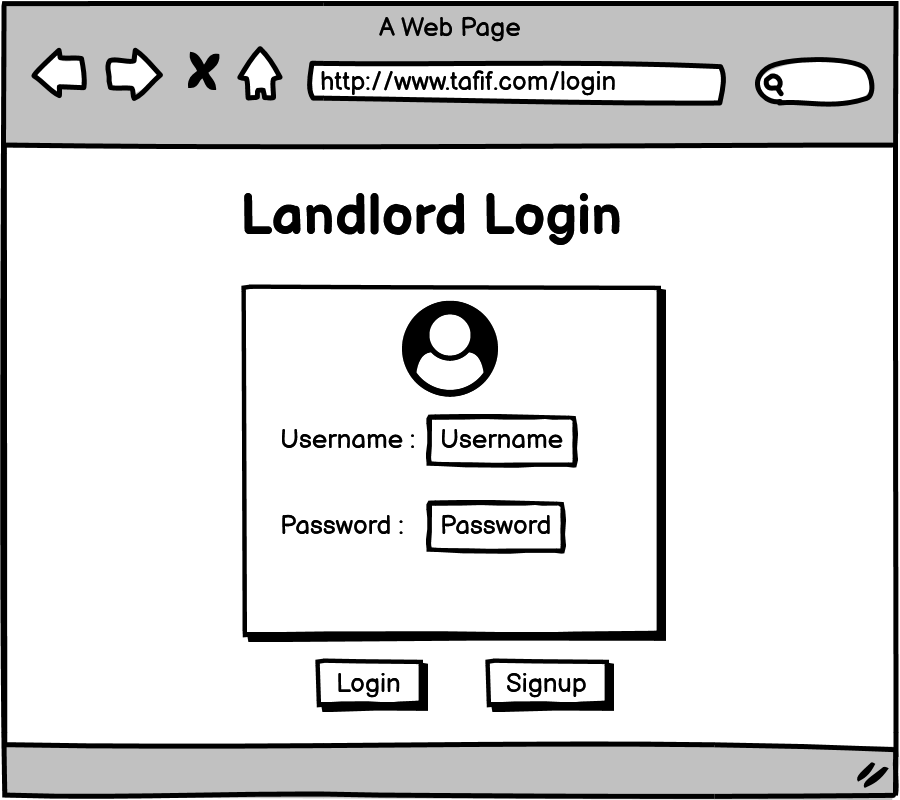 A Web Page
http://www.tafif.com/login
Landlord Login
Username : Username
Password : Password
Login Signup